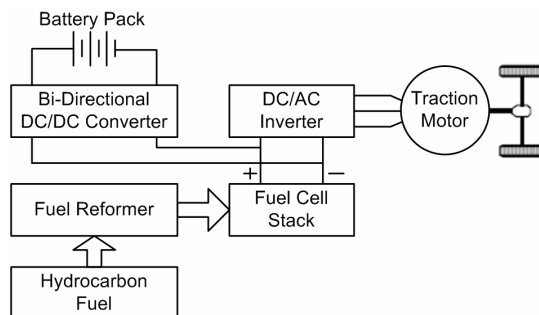 Battery Pack
Bi-Directional
DC/DC Converter
DC/AC
Inverter
Traction
Motor
+
−
Fuel Reformer
Fuel Cell
Stack
Hydrocarbon
Fuel